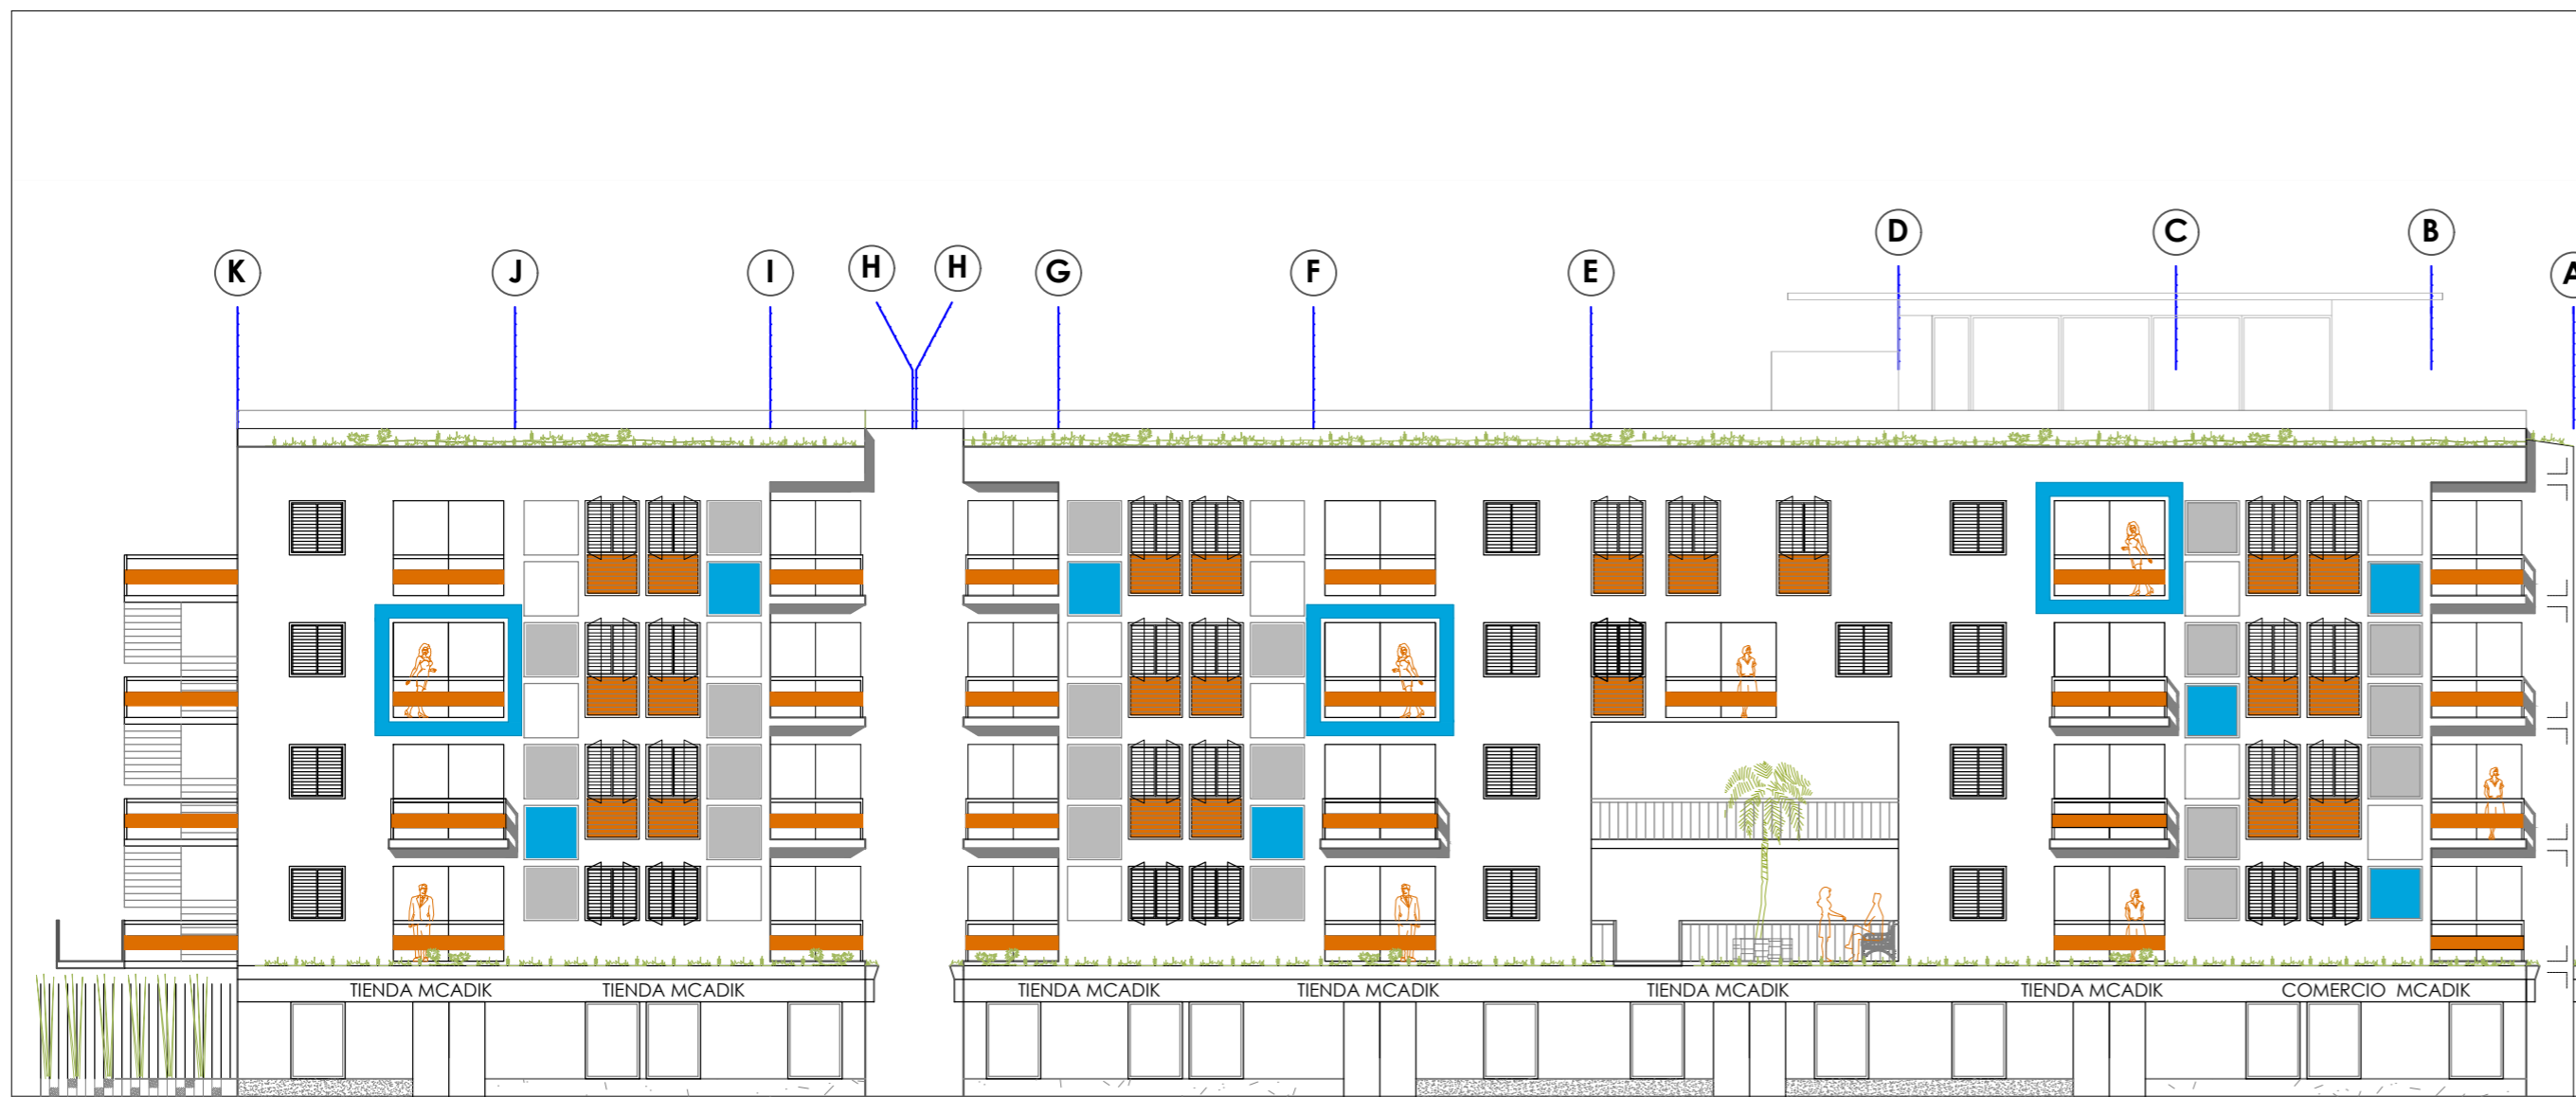 D C B
K J I H H G F E A
TIENDA MCADIK TIENDA MCADIK TIENDA MCADIK TIENDA MCADIK TIENDA MCADIK TIENDA MCADIK COMERCIO MCADIK